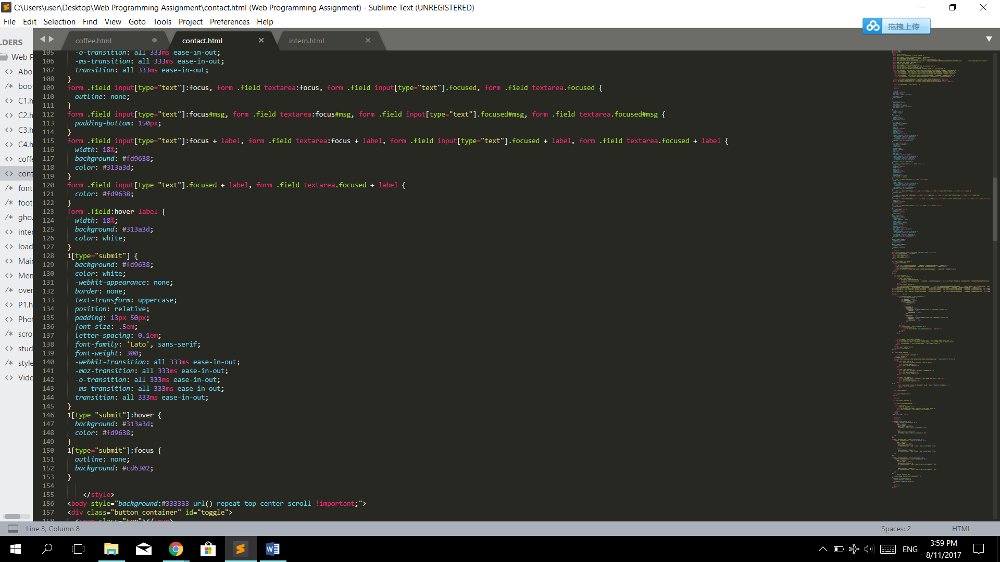 C:\Users\user\Desktop\Web Programming Assignment\contact.html (Web Programming Assignment) - Sublime Text (UNREGISTERED)
File Edit Selection Find View Goto Tools Project Preferences Help
拖拽上传
LDERS
coffee.html
contact.html
intern.html
Web P
<> Abo
/* boot
<> C1.h
<> C2.h
<> C3.h
<> C4.h
<> coffe
<> cont
/* font
/* foot
/* gho
<> inter
<> load
<> Mair
<> Men
/* over
<> P1.h
<> Phot
/* scro
<> stud
/* style
<> Vide
105 -o-transition: all 333ms ease-in-out;
106 -ms-transition: all 333ms ease-in-out;
107 transition: all 333ms ease-in-out;
108 }
109 form .field input[type="text"]:focus, form .field textarea:focus, form .field input[type="text"].focused, form .field textarea.focused {
110 outline: none;
111 }
112 form .field input[type="text"]:focus#msg, form .field textarea:focus#msg, form .field input[type="text"].focused#msg, form .field textarea.focused#msg {
113 padding-bottom: 150px;
114 }
115 form .field input[type="text"]:focus + label, form .field textarea:focus + label, form .field input[type="text"].focused + label, form .field textarea.focused + label {
116 width: 18%;
117 background: #fd9638;
118 color: #313a3d;
119 }
120 form .field input[type="text"].focused + label, form .field textarea.focused + label {
121 color: #fd9638;
122 }
123 form .field:hover label {
124 width: 18%;
125 background: #313a3d;
126 color: white;
127 }
128 1[type="submit"] {
129 background: #fd9638;
130 color: white;
131 -webkit-appearance: none;
132 border: none;
133 text-transform: uppercase;
134 position: relative;
135 padding: 13px 50px;
136 font-size: .5em;
137 letter-spacing: 0.1em;
138 font-family: 'Lato', sans-serif;
139 font-weight: 300;
140 -webkit-transition: all 333ms ease-in-out;
141 -moz-transition: all 333ms ease-in-out;
142 -o-transition: all 333ms ease-in-out;
143 -ms-transition: all 333ms ease-in-out;
144 transition: all 333ms ease-in-out;
145 }
146 1[type="submit"]:hover {
147 background: #313a3d;
148 color: #fd9638;
149 }
150 1[type="submit"]:focus {
151 outline: none;
152 background: #cd6302;
153 }
154
155 </style>
156 <body style="background:#333333 url() repeat top center scroll !important;">
157 <div class="button_container" id="toggle">
158 <span class="top"></span>
Line 3, Column 8
Spaces: 2
HTML
ENG
3:59 PM
8/11/2017